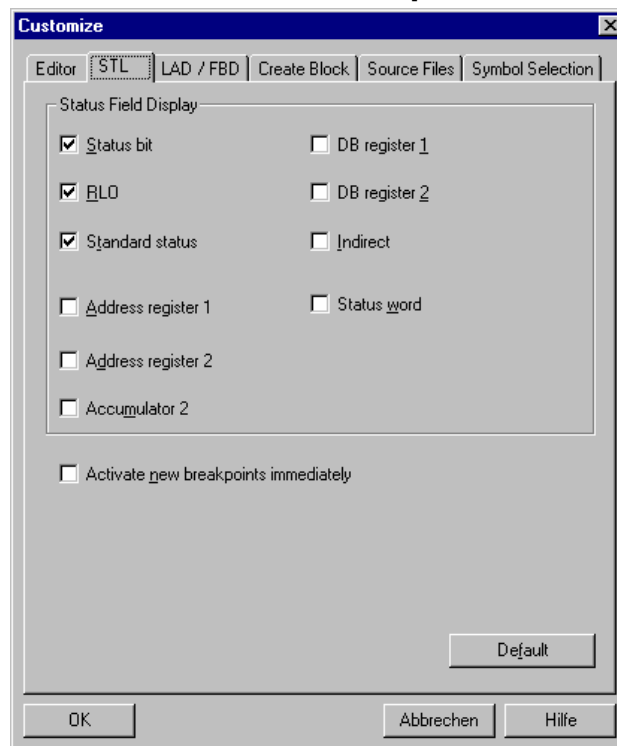 Customize
Editor STL LAD / FBD Create Block Source Files Symbol Selection
Status Field Display
Status bit DB register 1
RLO DB register 2
Standard status Indirect
Address register 1 Status word
Address register 2
Accumulator 2
Activate new breakpoints immediately
Default
OK Abbrechen Hilfe